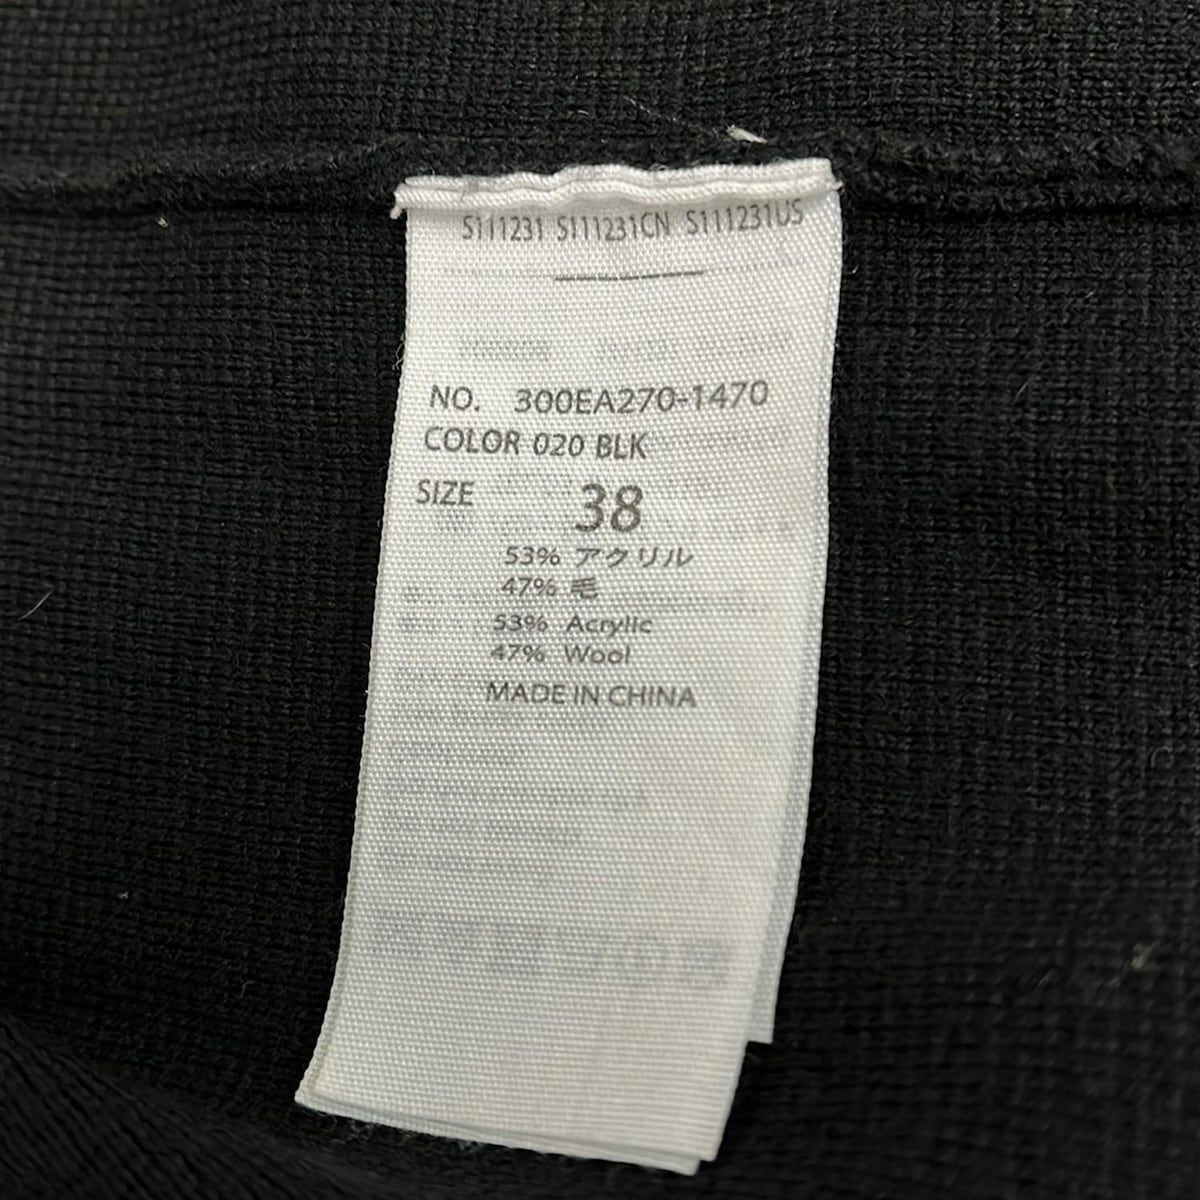 S111231 S111231CN S111231US
NO. 300EA270-1470
COLOR 020 BLK
SIZE 38
53% アクリル
47% 毛
53% Acrylic
47% Wool
MADE IN CHINA